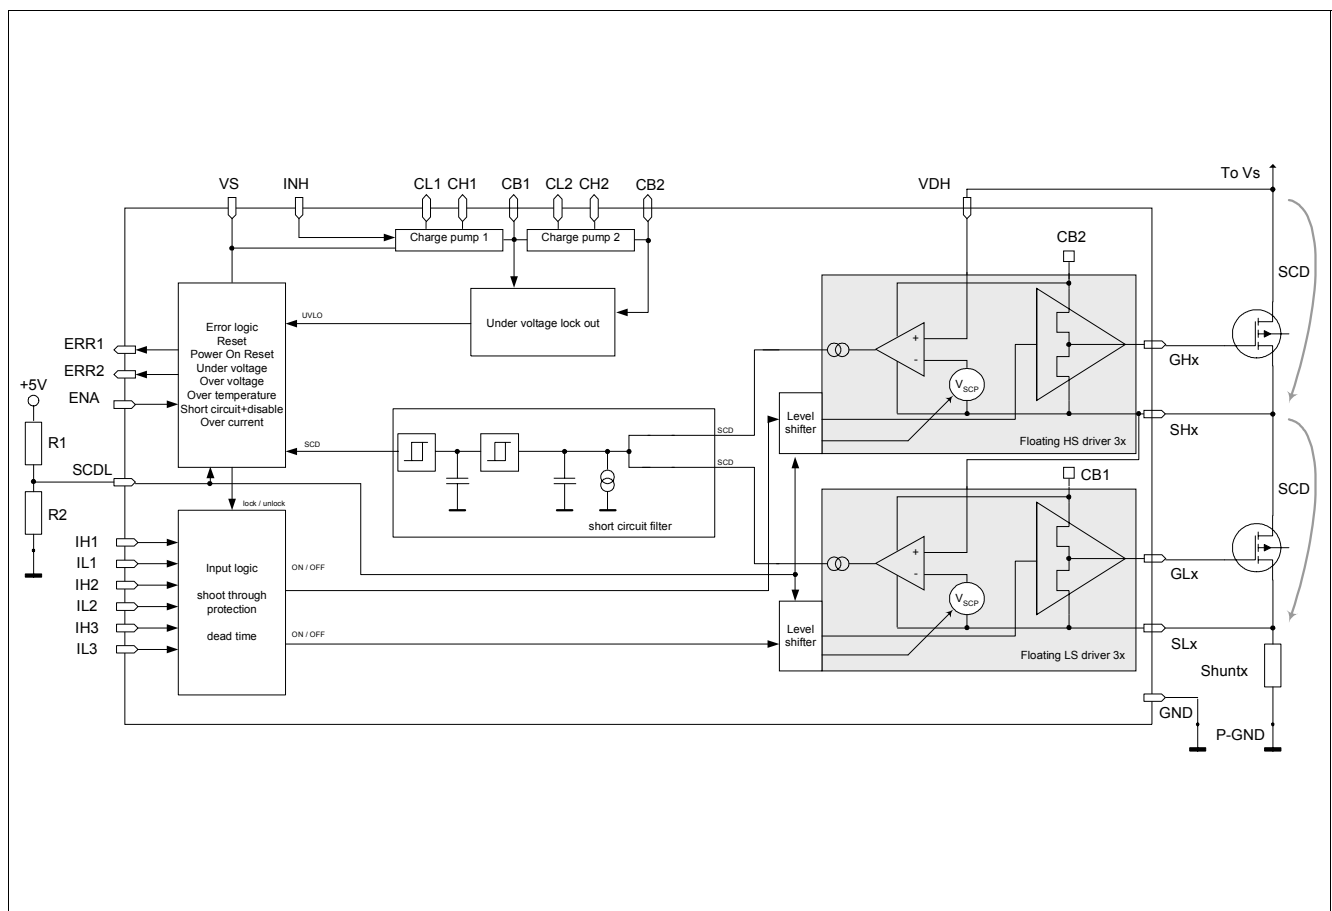 To Vs
VS
INH
CL1
CH1
CB1
CL2
CH2
CB2
VDH
Charge pump 1
Charge pump 2
CB2
SCD
Error logic
Reset
Power On Reset
Under voltage
Over voltage
Over temperature
Short circuit+disable
Over current
UVLO
Under voltage lock out
ERR1
ERR2
ENA
+5V
R1
SCDL
R2
+
-
VSCP
Level
shifter
Floating HS driver 3x
GHx
SHx
SCD
SCD
SCD
short circuit filter
lock / unlock
CB1
SCD
IH1
IL1
IH2
IL2
IH3
IL3
Input logic
shoot through
protection
dead time
ON / OFF
ON / OFF
+
-
VSCP
Level
shifter
Floating LS driver 3x
GLx
SLx
Shuntx
GND
P-GND